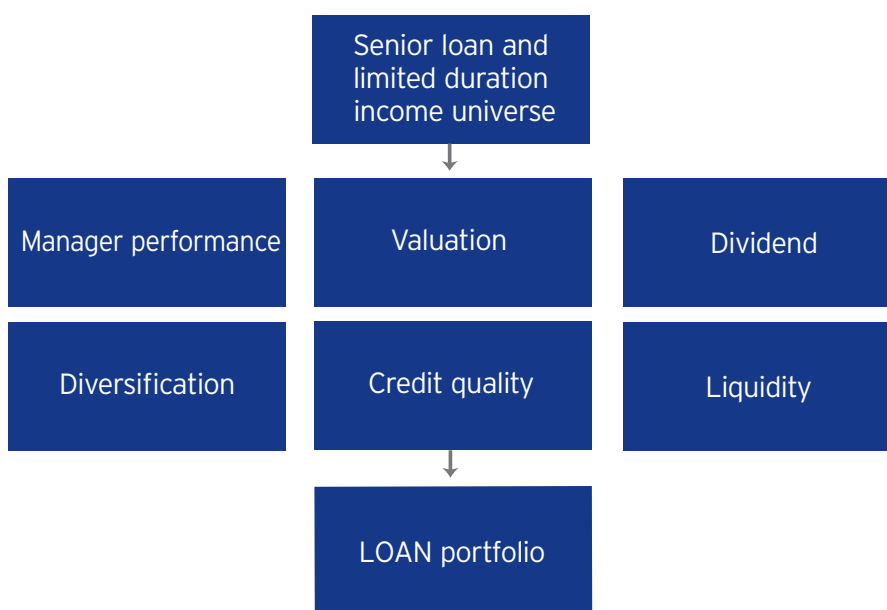 Senior loan and
limited duration
income universe
Manager performance
Valuation
Dividend
Diversification
Credit quality
Liquidity
LOAN portfolio